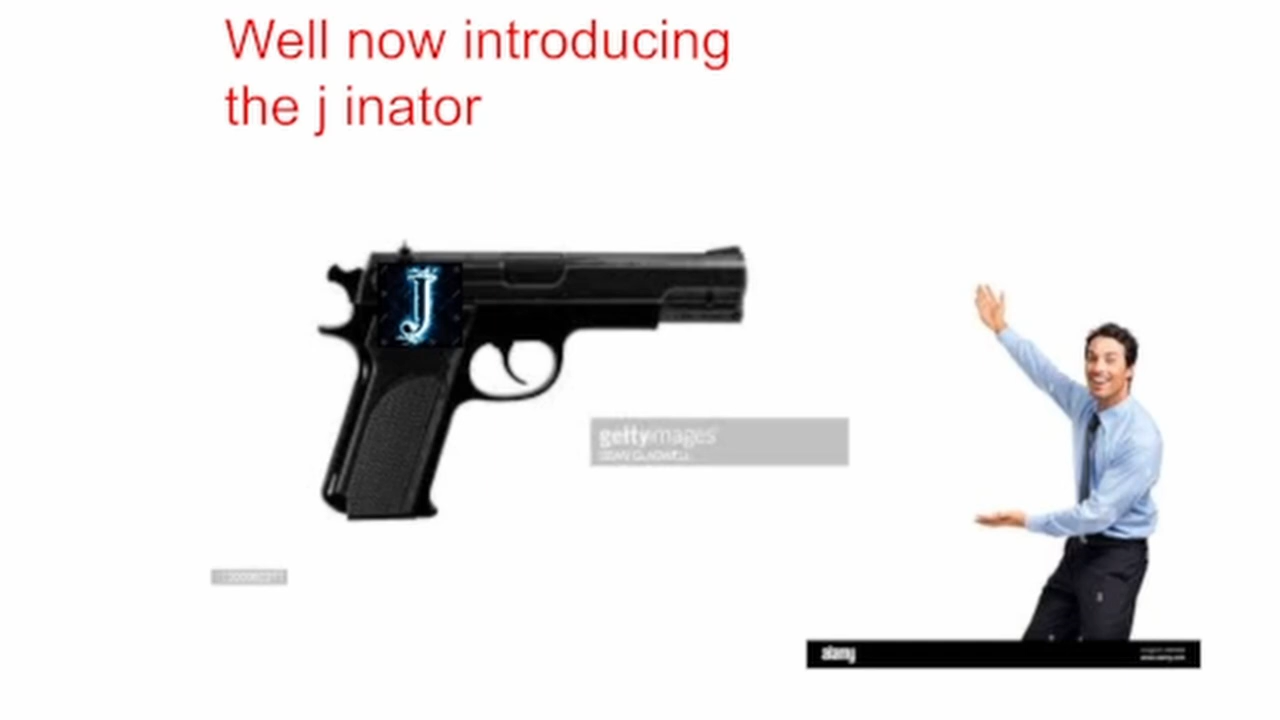 Well now introducing
the j inator
J
gettyimages
alamy